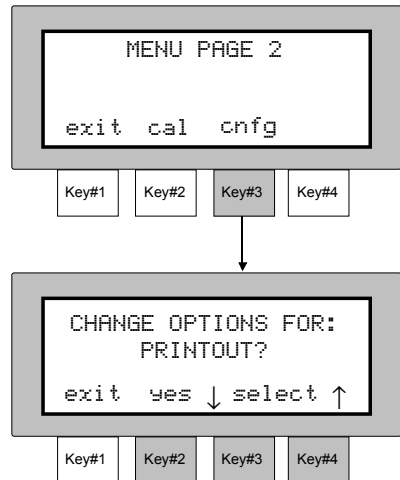 MENU PAGE 2
exit cal cnfg
Key#1 Key#2 Key#3 Key#4
CHANGE OPTIONS FOR:
PRINTOUT?
exit yes ↓ select ↑
Key#1 Key#2 Key#3 Key#4